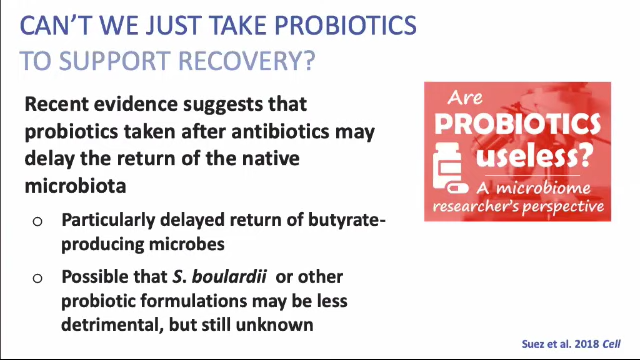 CAN'T WE JUST TAKE PROBIOTICS
TO SUPPORT RECOVERY?
Recent evidence suggests that
probiotics taken after antibiotics may
delay the return of the native
microbiota
o Particularly delayed return of butyrate-
producing microbes
o Possible that S. boulardii or other
probiotic formulations may be less
detrimental, but still unknown
Are
PROBIOTICS
useless?
A microbiome
researcher's perspective
Suez et al. 2018 Cell